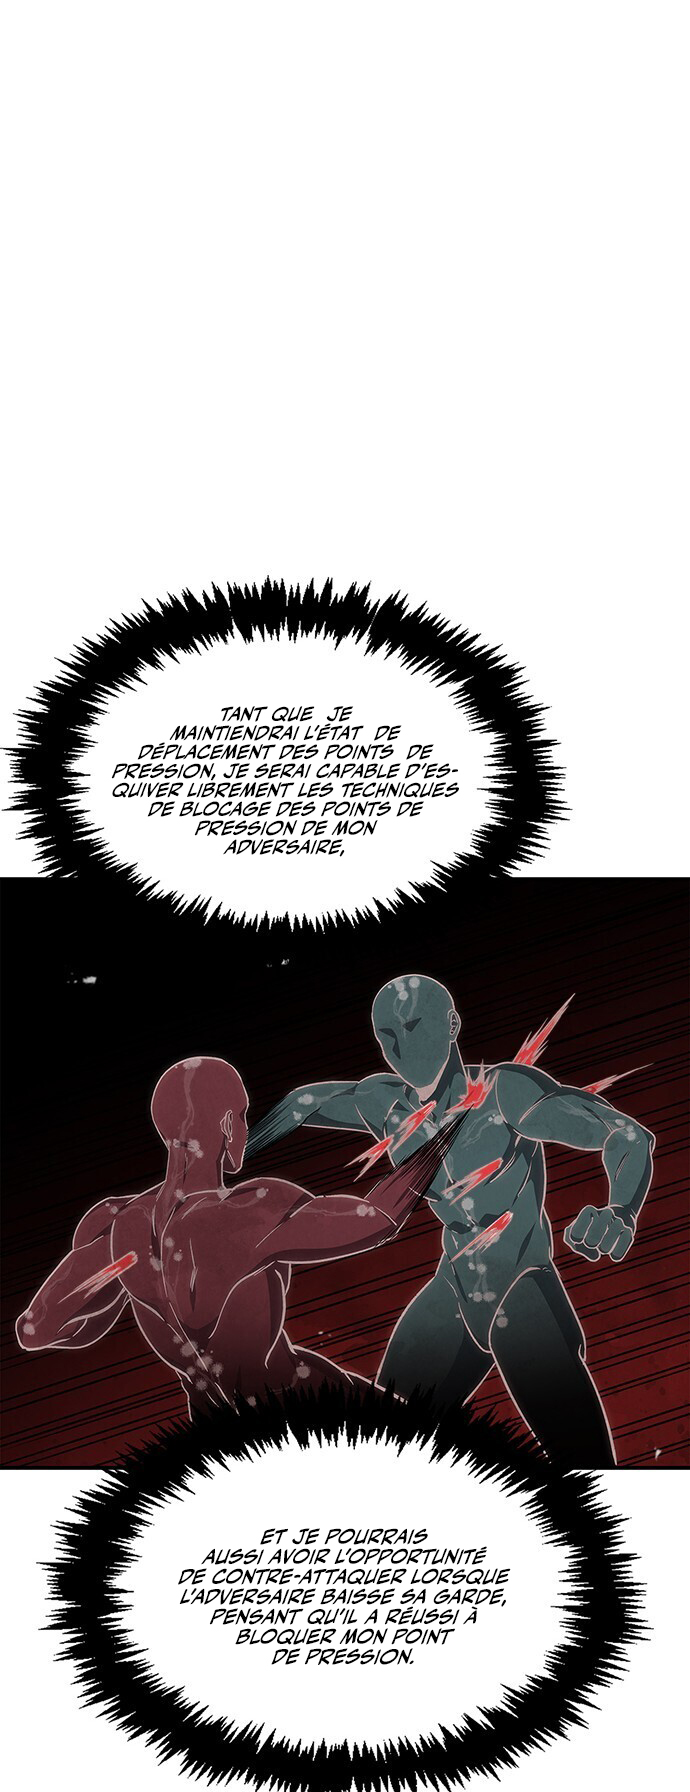 TANT QUE JE
MAINTIENDRAI L'ÉTAT DE
DÉPLACEMENT DES POINTS DE
PRESSION, JE SERAI CAPABLE D'ES-
QUIVER LIBREMENT LES TECHNIQUES
DE BLOCAGE DES POINTS DE
PRESSION DE MON
ADVERSAIRE,
ET JE POURRAIS
AUSSI AVOIR L'OPPORTUNITÉ
DE CONTRE-ATTAQUER LORSQUE
L'ADVERSAIRE BAISSE SA GARDE,
PENSANT QU'IL A RÉUSSI À
BLOQUER MON POINT
DE PRESSION.